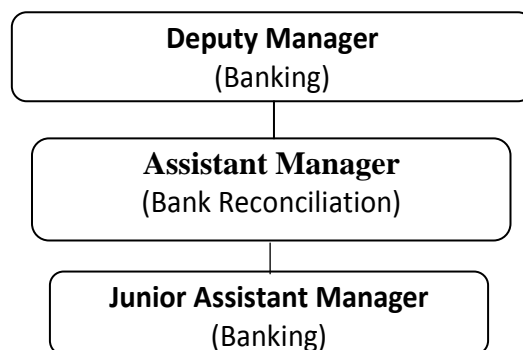 Deputy Manager
(Banking)
Assistant Manager
(Bank Reconciliation)
Junior Assistant Manager
(Banking)